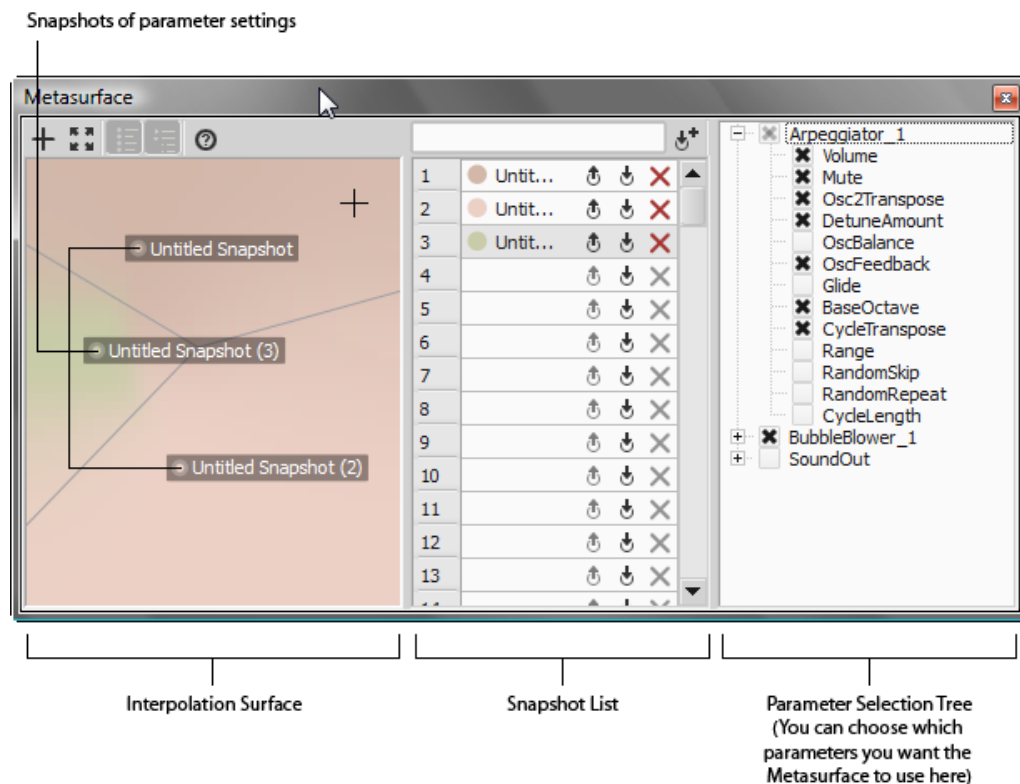 Snapshots of parameter settings
Metasurface
Untitled Snapshot
Untitled Snapshot (3)
Untitled Snapshot (2)
1 Untit...
2 Untit...
3 Untit...
4
5
6
7
8
9
10
11
12
13
Arpeggiator_1
Volume
Mute
Osc2Transpose
DetuneAmount
OscBalance
OscFeedback
Glide
BaseOctave
CycleTranspose
Range
RandomSkip
RandomRepeat
CycleLength
BubbleBlower_1
SoundOut
Interpolation Surface
Snapshot List
Parameter Selection Tree
(You can choose which
parameters you want the
Metasurface to use here)